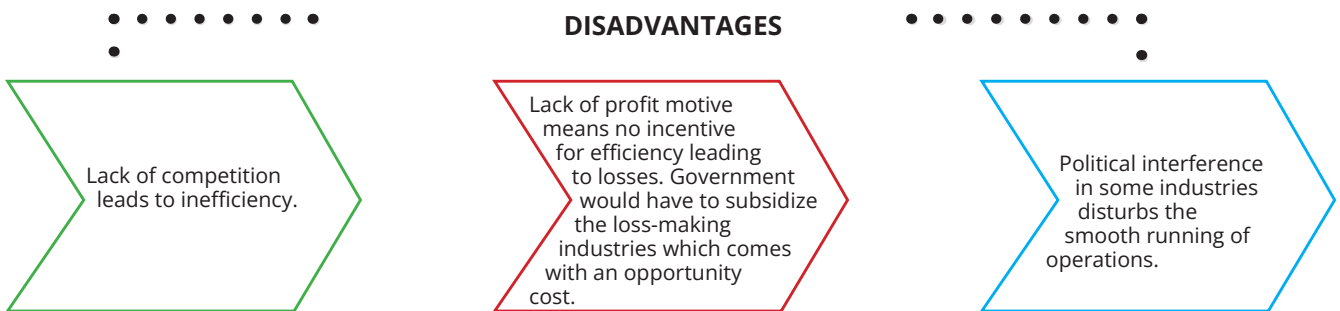 DISADVANTAGES
Lack of competition
leads to inefficiency.
Lack of profit motive
means no incentive
for efficiency leading
to losses. Government
would have to subsidize
the loss-making
industries which comes
with an opportunity
cost.
Political interference
in some industries
disturbs the
smooth running of
operations.